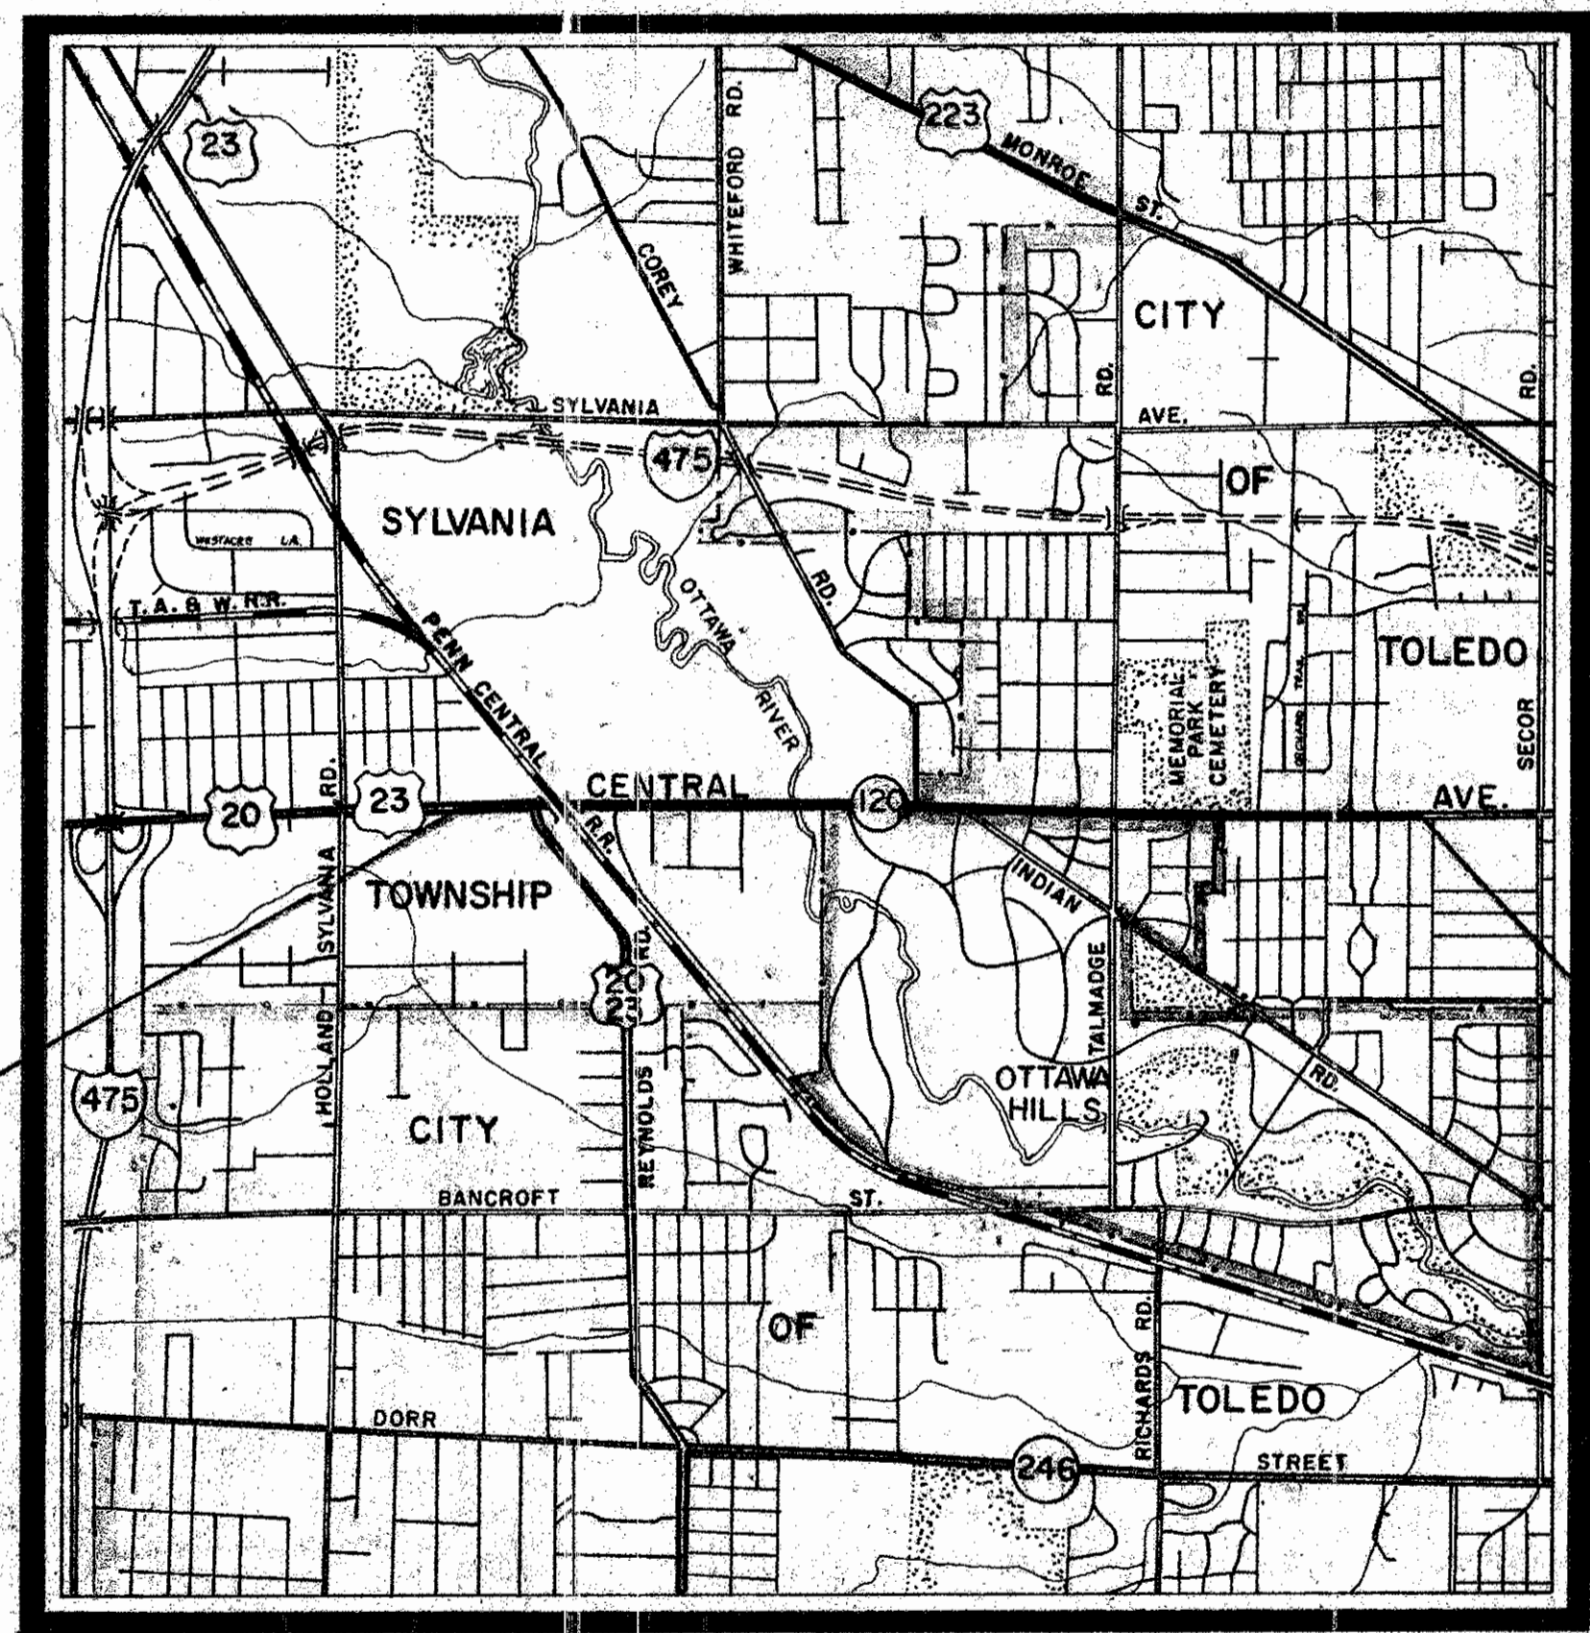 23
223
MONROE ST.
WHITEFORD RD.
COREY
CITY
RD.
RD.
SYLVANIA
AVE.
475
OF
SYLVANIA
WESTACRE LA.
RD.
T. A. & W. R.R.
OTTAWA RIVER
PENN CENTRAL R.R.
TOLEDO
MEMORIAL
PARK
CEMETERY
ORCHARD TRAIL
SECOR
RD.
CENTRAL
20
23
120
AVE.
TOWNSHIP
INDIAN
HOLLAND-SYLVANIA
RD.
20
23
TALMADGE
475
CITY
REYNOLDS
OTTAWA
HILLS
RD.
BANCROFT
ST.
OF
RICHARDS RD.
TOLEDO
DORR
246
STREET